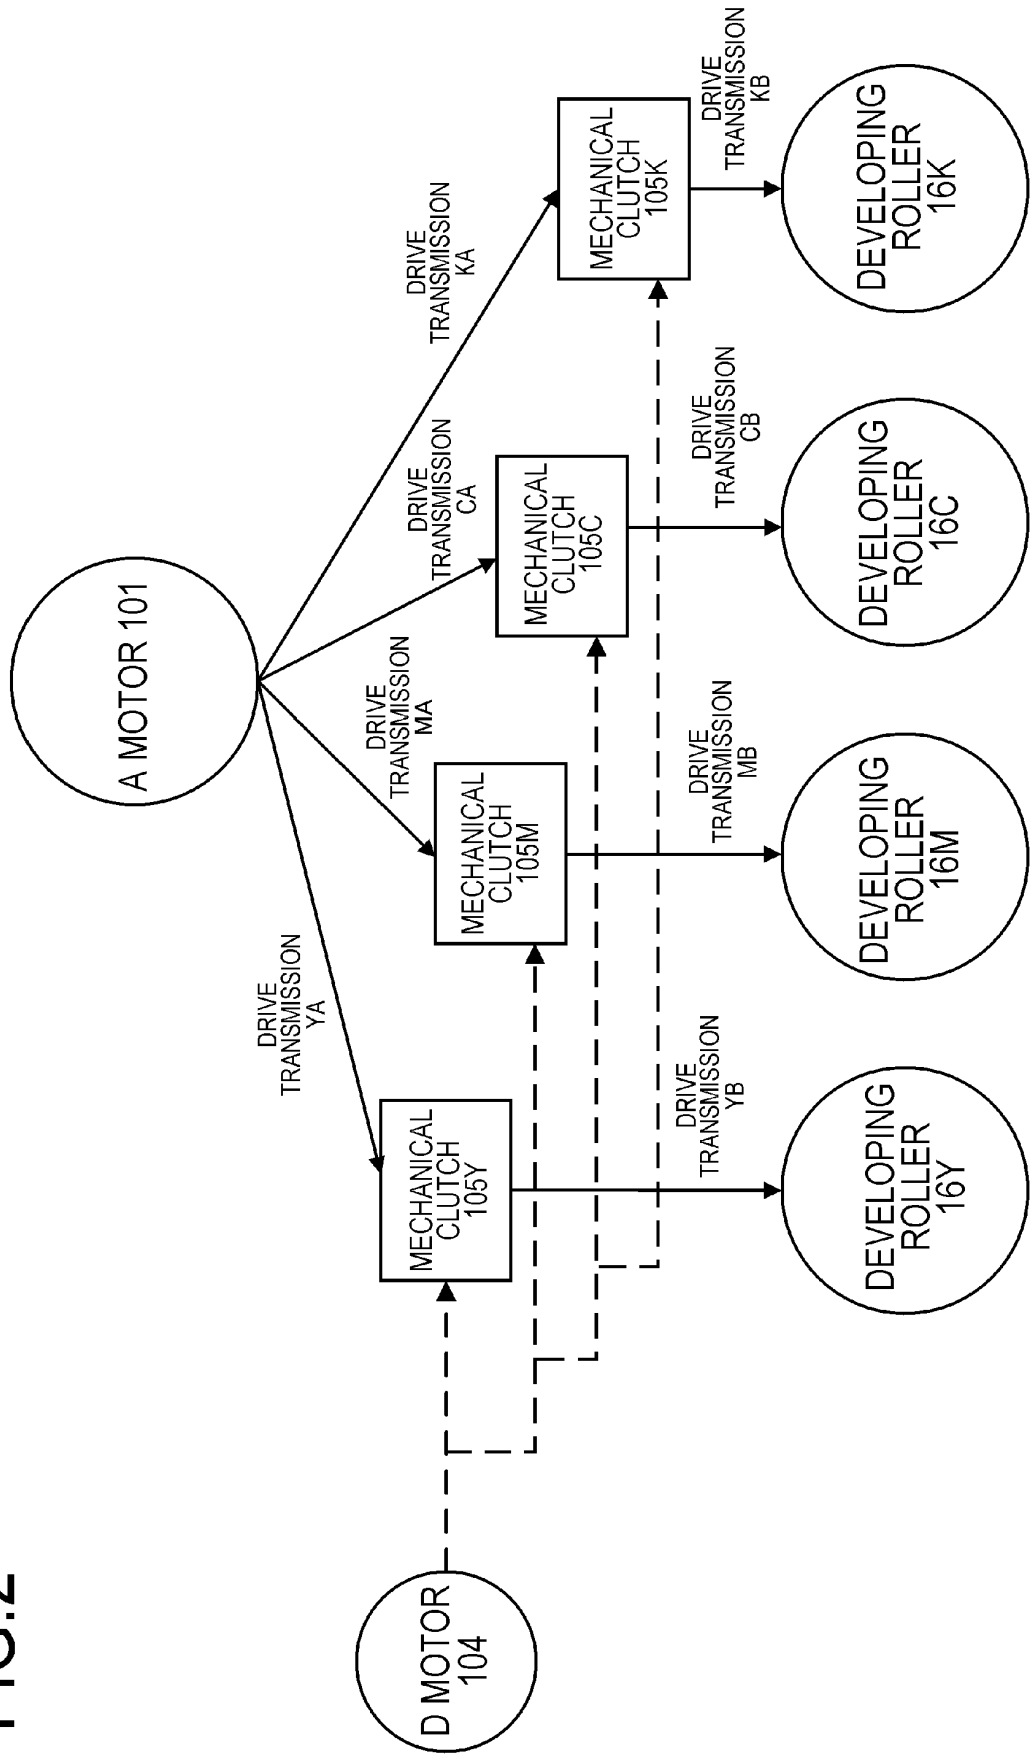 FIG.2
A MOTOR 101
DRIVE
TRANSMISSION
YA
DRIVE
TRANSMISSION
MA
DRIVE
TRANSMISSION
CA
DRIVE
TRANSMISSION
KA
D MOTOR
104
MECHANICAL
CLUTCH
105Y
MECHANICAL
CLUTCH
105M
MECHANICAL
CLUTCH
105C
MECHANICAL
CLUTCH
105K
DRIVE
TRANSMISSION
YB
DRIVE
TRANSMISSION
MB
DRIVE
TRANSMISSION
CB
DRIVE
TRANSMISSION
KB
DEVELOPING
ROLLER
16Y
DEVELOPING
ROLLER
16M
DEVELOPING
ROLLER
16C
DEVELOPING
ROLLER
16K